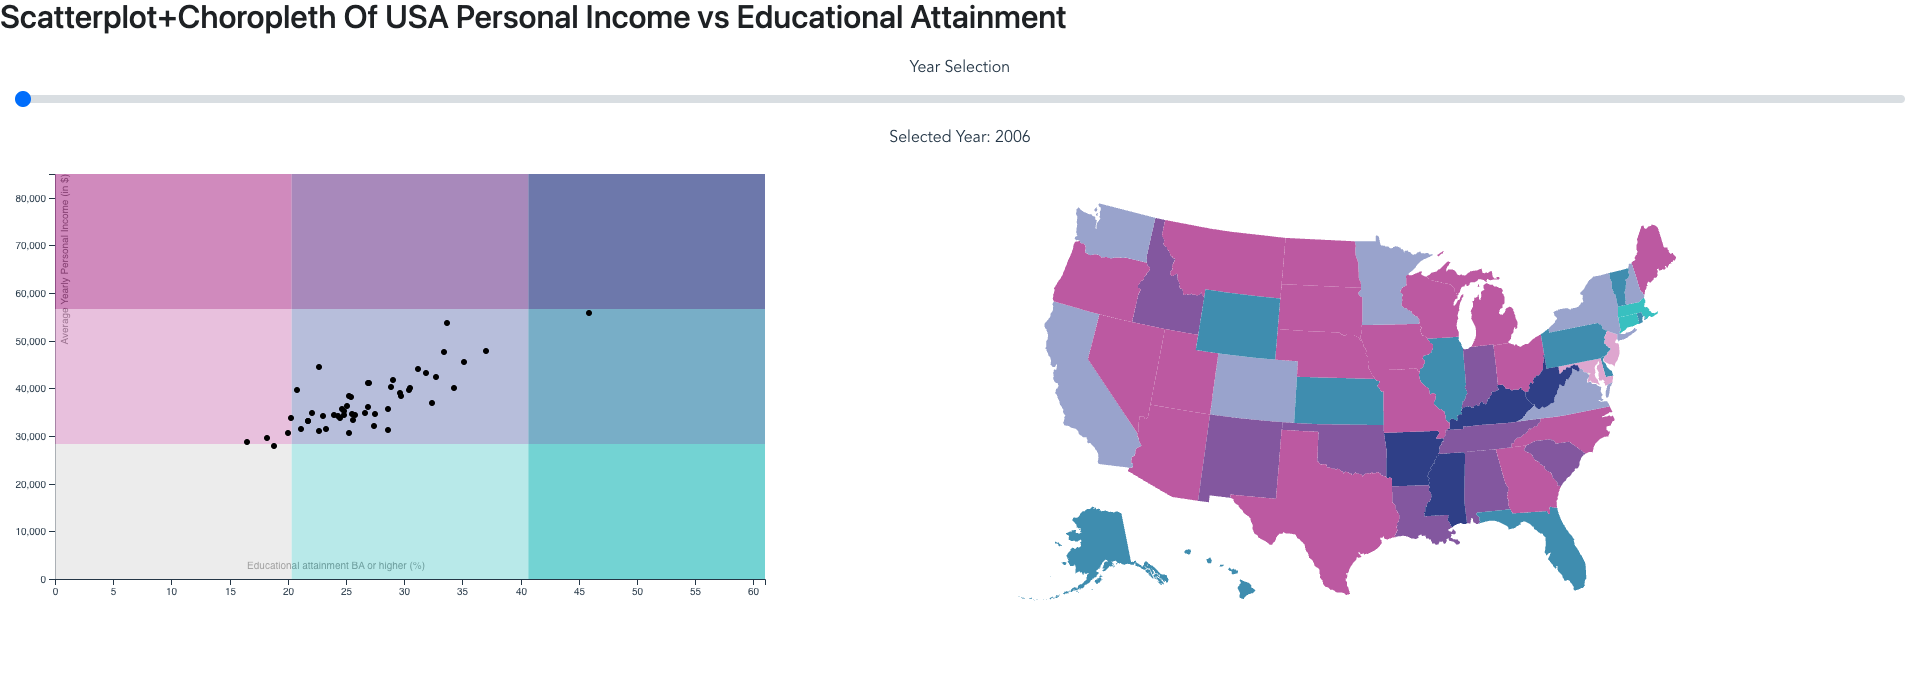 Scatterplot+Choropleth Of USA Personal Income vs Educational Attainment
Year Selection
Selected Year: 2006
Average Yearly Personal Income (in $)
80,000
70,000
60,000
50,000
40,000
30,000
20,000
10,000
0
Educational attainment BA or higher (%)
0 5 10 15 20 25 30 35 40 45 50 55 60